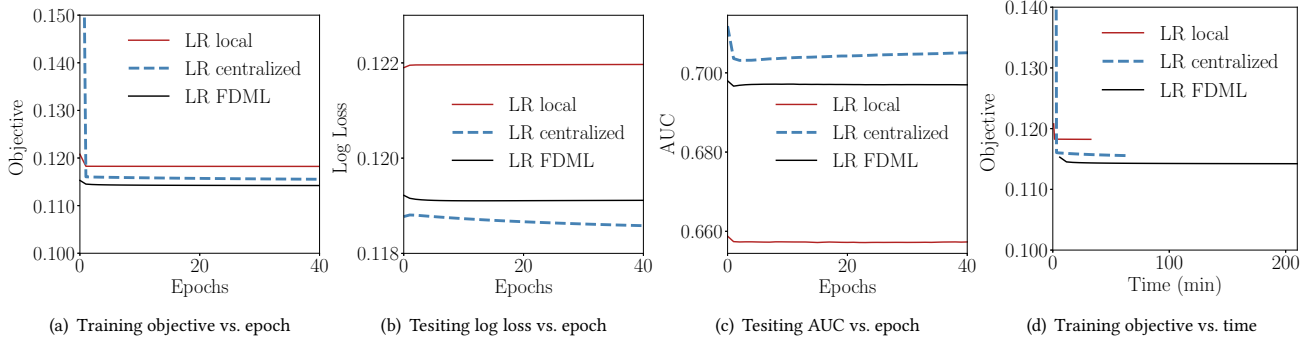 0.150
0.140
0.130
0.120
0.110
0.100
Objective
LR local
LR centralized
LR FDML
0
20
40
Epochs
(a) Training objective vs. epoch
0.122
0.120
0.118
Log Loss
LR local
LR centralized
LR FDML
0
20
40
Epochs
(b) Tesiting log loss vs. epoch
0.700
0.680
0.660
AUC
LR local
LR centralized
LR FDML
0
20
40
Epochs
(c) Tesiting AUC vs. epoch
0.140
0.130
0.120
0.110
0.100
Objective
LR local
LR centralized
LR FDML
0
100
200
Time (min)
(d) Training objective vs. time